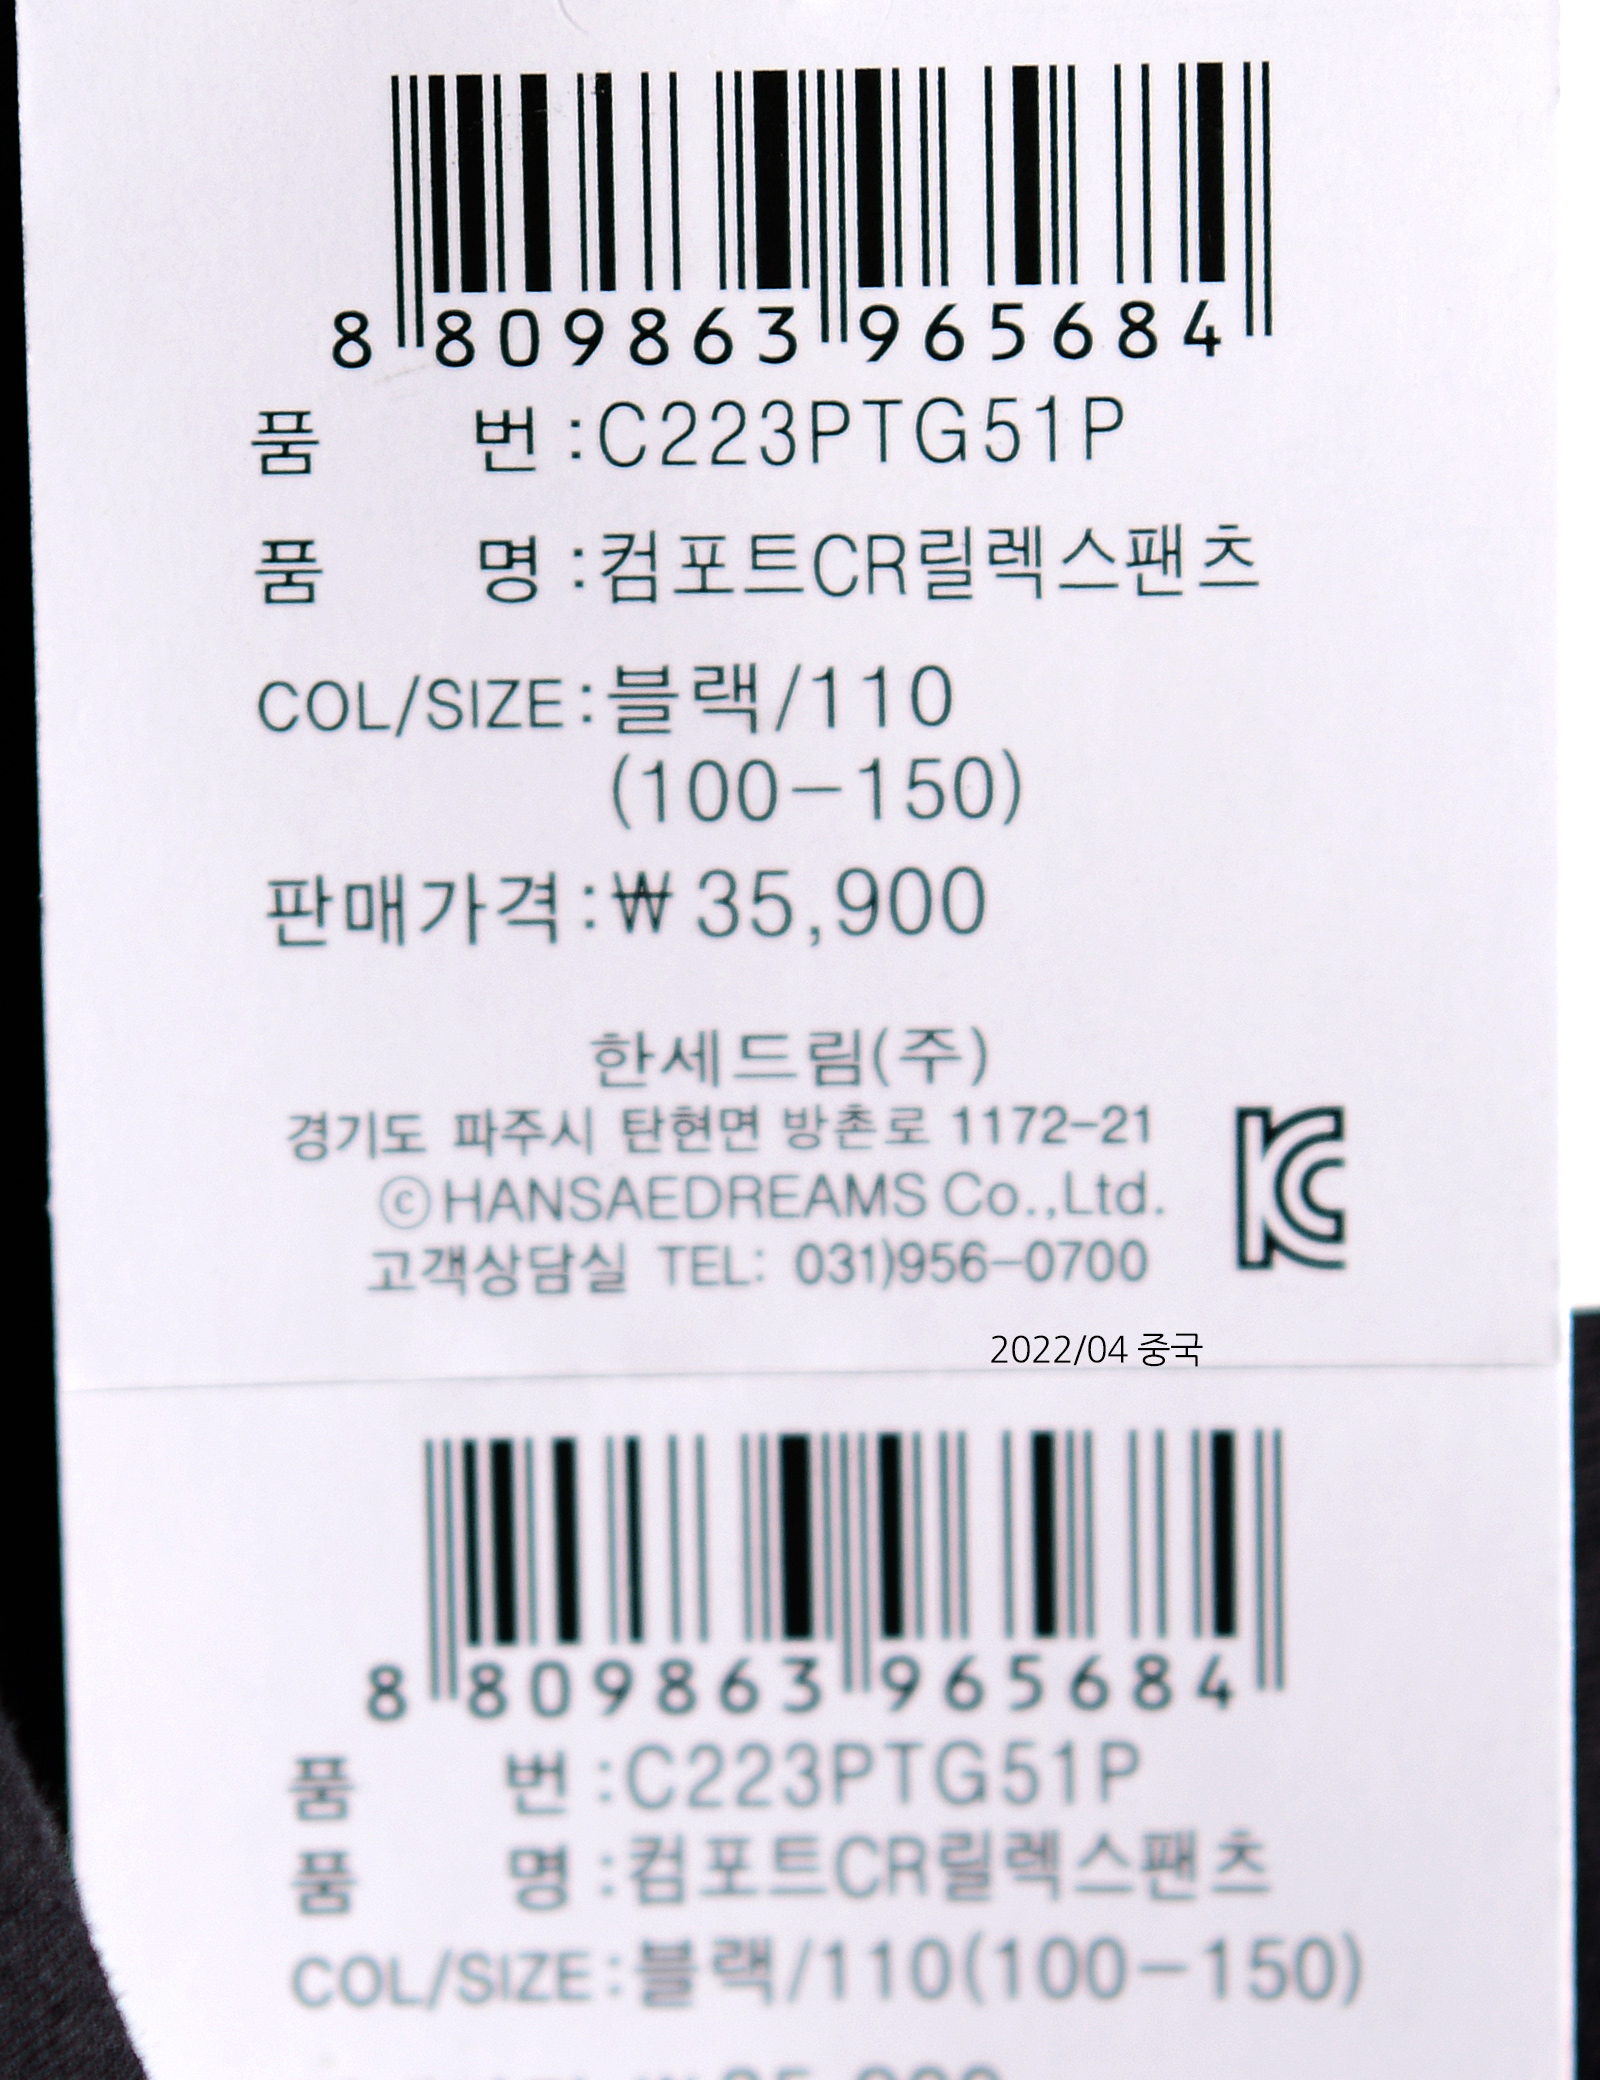 8 809863 965684
품 번 : C223PTG51P
품 명 : 컴포트CR릴렉스팬츠
COL/SIZE : 블랙/110
(100-150)
판매가격 : ₩35,900
한세드림(주)
경기도 파주시 탄현면 방촌로 1172-21
ⓒHANSAEDREAMS Co.,Ltd.
고객상담실 TEL: 031)956-0700
KC
2022/04 중국
8 809863 965684
품 번 : C223PTG51P
품 명 : 컴포트CR릴렉스팬츠
COL/SIZE : 블랙/110(100-150)